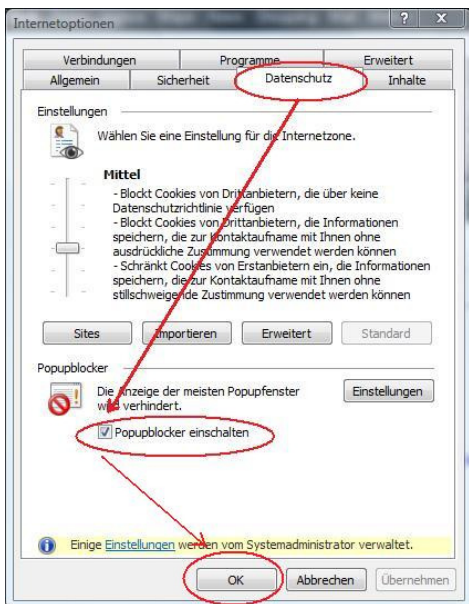 Internetoptionen
Verbindungen Programme Erweitert
Allgemein Sicherheit Datenschutz Inhalte
Einstellungen
Wählen Sie eine Einstellung für die Internetzone.
Mittel
- Blockt Cookies von Drittanbietern, die über keine
Datenschutzrichtlinie verfügen
- Blockt Cookies von Drittanbietern, die Informationen
speichern, die zur Kontaktaufname mit Ihnen ohne
ausdrückliche Zustimmung verwendet werden können
- Schränkt Cookies von Erstanbietern ein, die Informationen
speichern, die zur Kontaktaufname mit Ihnen ohne
stillschweigende Zustimmung verwendet werden können
Sites Importieren Erweitert Standard
Popupblocker
Die Anzeige der meisten Popupfenster
wird verhindert.
Einstellungen
Popupblocker einschalten
Einige Einstellungen werden vom Systemadministrator verwaltet.
OK Abbrechen Übernehmen